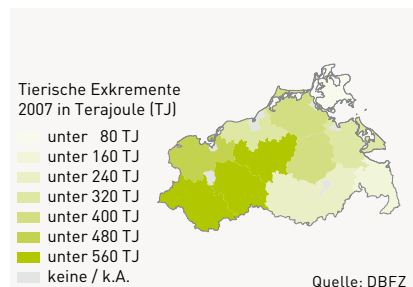 Tierische Exkremente
2007 in Terajoule (TJ)
unter 80 TJ
unter 160 TJ
unter 240 TJ
unter 320 TJ
unter 400 TJ
unter 480 TJ
unter 560 TJ
keine / k.A.
Quelle: DBFZ